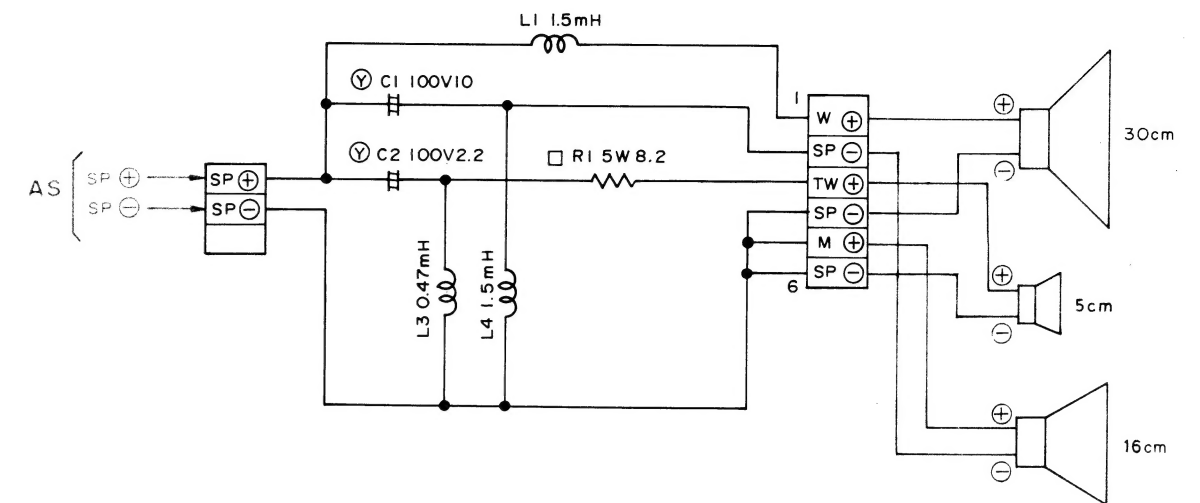 L1 1.5mH
Ⓨ C1 100V10
Ⓨ C2 100V2.2
□ R1 5W 8.2
AS
SP ⊕
SP ⊖
SP ⊕
SP ⊖
L3 0.47mH
L4 1.5mH
1
W ⊕
SP ⊖
TW ⊕
SP ⊖
M ⊕
SP ⊖
6
⊕
⊖
30cm
⊕
⊖
5cm
⊕
⊖
16cm